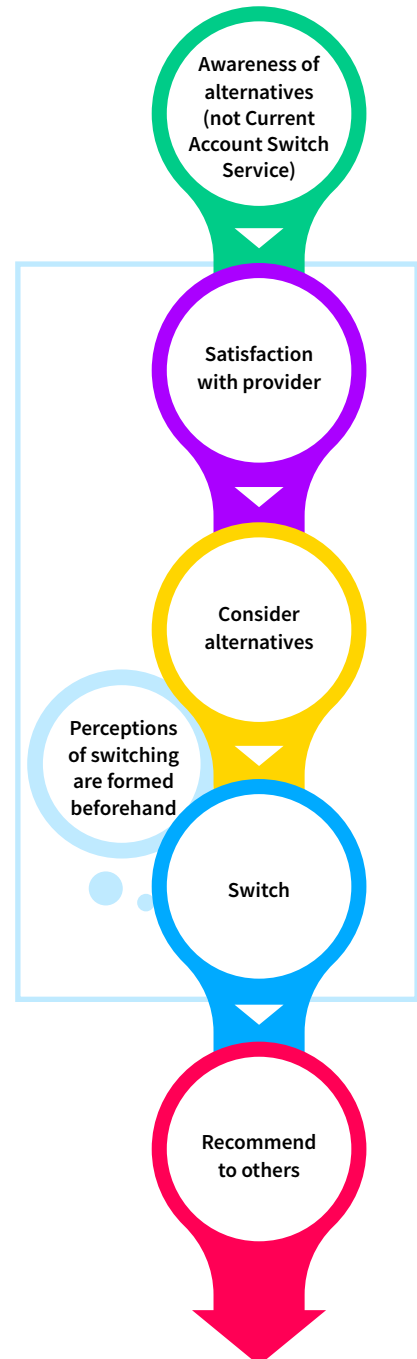 Awareness of
alternatives
(not Current
Account Switch
Service)
Satisfaction
with provider
Consider
alternatives
Perceptions
of switching
are formed
beforehand
Switch
Recommend
to others